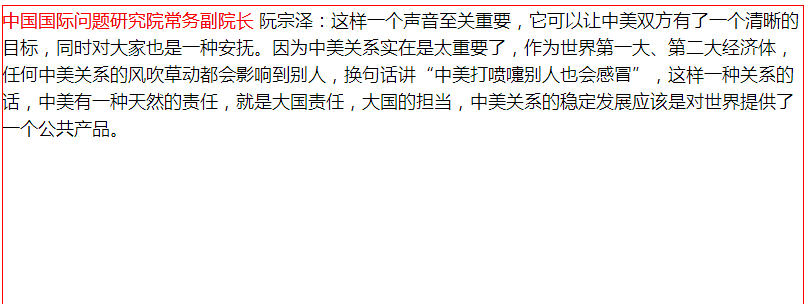 中国国际问题研究院常务副院长 阮宗泽：这样一个声音至关重要，它可以让中美双方有了一个清晰的
目标，同时对大家也是一种安抚。因为中美关系实在是太重要了，作为世界第一大、第二大经济体，
任何中美关系的风吹草动都会影响到别人，换句话讲“中美打喷嚏别人也会感冒”，这样一种关系的
话，中美有一种天然的责任，就是大国责任，大国的担当，中美关系的稳定发展应该是对世界提供了
一个公共产品。